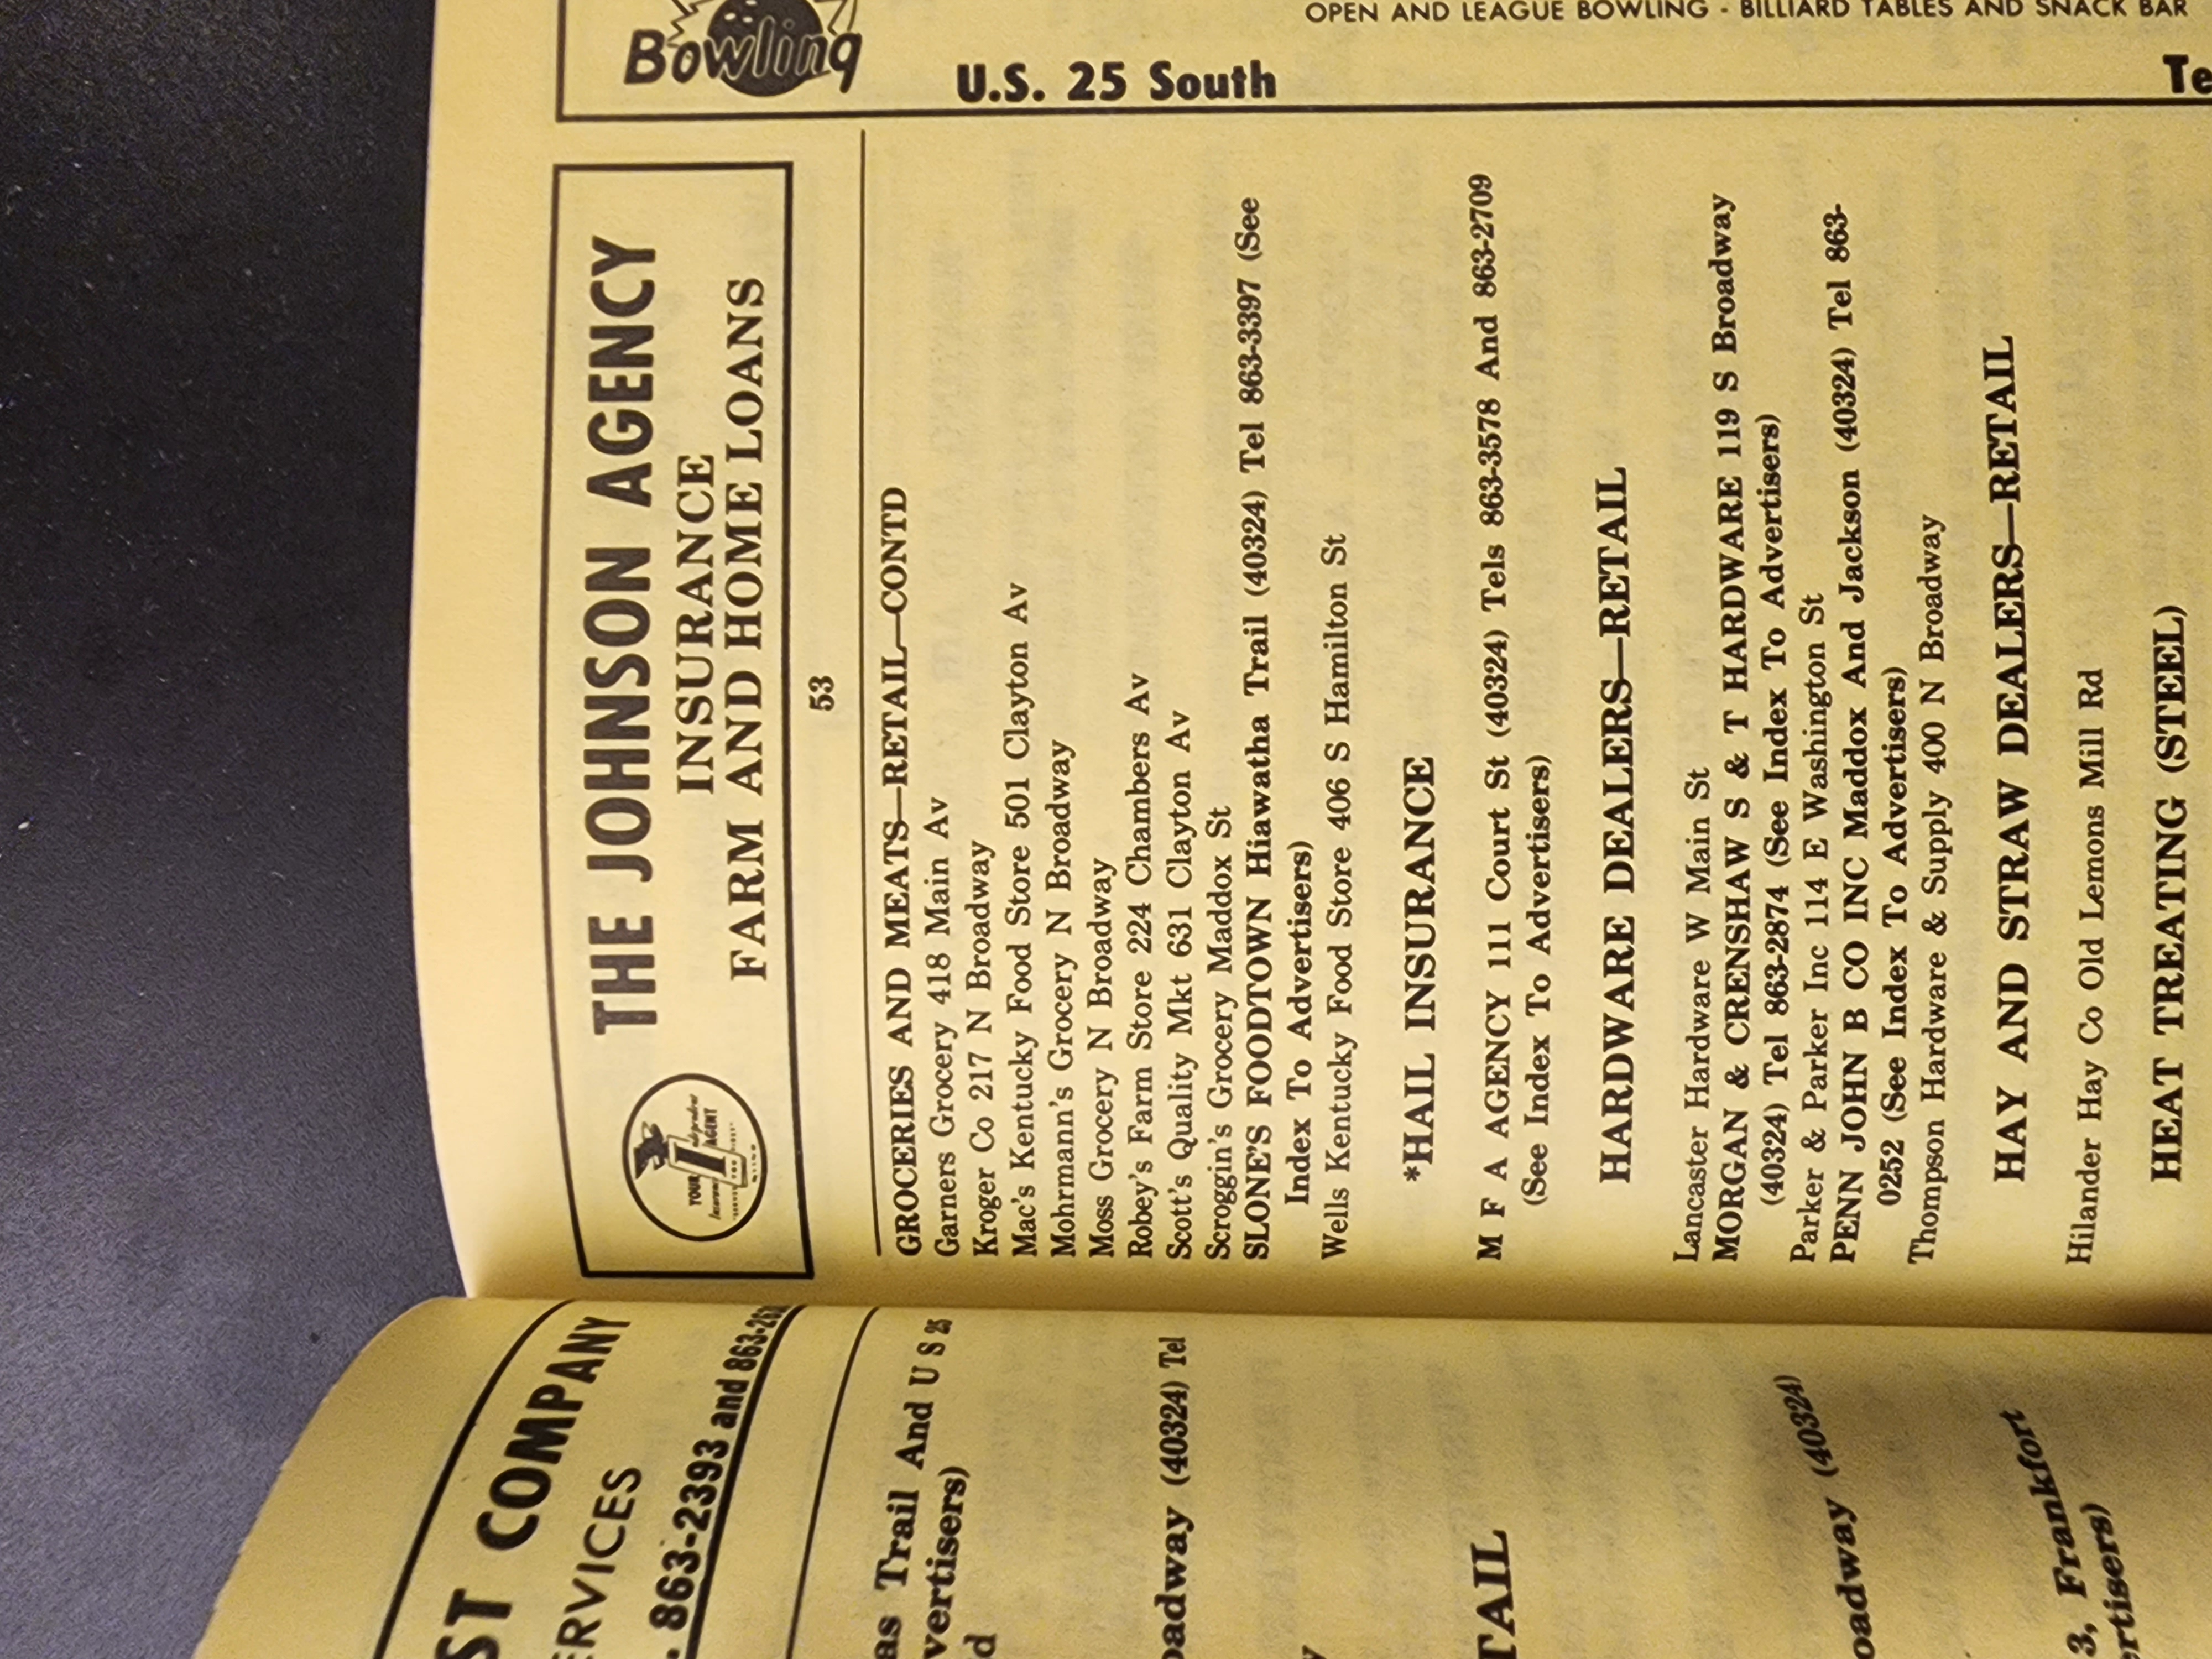 THE JOHNSON AGENCY
INSURANCE
FARM AND HOME LOANS
YOUR
Independent
Insurance
AGENT
53
GROCERIES AND MEATS—RETAIL—CONTD
Garners Grocery 418 Main Av
Kroger Co 217 N Broadway
Mac's Kentucky Food Store 501 Clayton Av
Mohrmann's Grocery N Broadway
Moss Grocery N Broadway
Robey's Farm Store 224 Chambers Av
Scott's Quality Mkt 631 Clayton Av
Scroggin's Grocery Maddox St
SLONE'S FOODTOWN Hiawatha Trail (40324) Tel 863-3397 (See
Index To Advertisers)
Wells Kentucky Food Store 406 S Hamilton St
*HAIL INSURANCE
M F A AGENCY 111 Court St (40324) Tels 863-3578 And 863-2709
(See Index To Advertisers)
HARDWARE DEALERS—RETAIL
Lancaster Hardware W Main St
MORGAN & CRENSHAW S & T HARDWARE 119 S Broadway
(40324) Tel 863-2874 (See Index To Advertisers)
Parker & Parker Inc 114 E Washington St
PENN JOHN B CO INC Maddox And Jackson (40324) Tel 863-
0252 (See Index To Advertisers)
Thompson Hardware & Supply 400 N Broadway
HAY AND STRAW DEALERS—RETAIL
Hilander Hay Co Old Lemons Mill Rd
HEAT TREATING (STEEL)
Bowling
OPEN AND LEAGUE BOWLING - BILLIARD TABLES AND SNACK BAR
U.S. 25 South
Te
ST COMPANY
ERVICES
863-2393 and 863-26
as Trail And U S 25
vertisers)
d
oadway (40324) Tel
y
TAIL
oadway (40324)
3, Frankfort
ertisers)